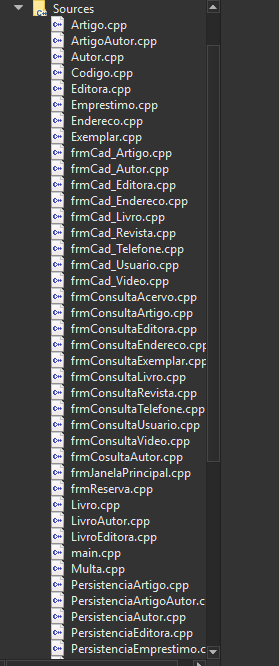 Sources
Artigo.cpp
ArtigoAutor.cpp
Autor.cpp
Codigo.cpp
Editora.cpp
Emprestimo.cpp
Endereco.cpp
Exemplar.cpp
frmCad_Artigo.cpp
frmCad_Autor.cpp
frmCad_Editora.cpp
frmCad_Endereco.cpp
frmCad_Livro.cpp
frmCad_Revista.cpp
frmCad_Telefone.cpp
frmCad_Usuario.cpp
frmCad_Video.cpp
frmConsultaAcervo.cpp
frmConsultaArtigo.cpp
frmConsultaEditora.cpp
frmConsultaEndereco.cpp
frmConsultaExemplar.cpp
frmConsultaLivro.cpp
frmConsultaRevista.cpp
frmConsultaTelefone.cpp
frmConsultaUsuario.cpp
frmConsultaVideo.cpp
frmCosultaAutor.cpp
frmJanelaPrincipal.cpp
frmReserva.cpp
Livro.cpp
LivroAutor.cpp
LivroEditora.cpp
main.cpp
Multa.cpp
PersistenciaArtigo.cpp
PersistenciaArtigoAutor.c
PersistenciaAutor.cpp
PersistenciaEditora.cpp
PersistenciaEmprestimo.c